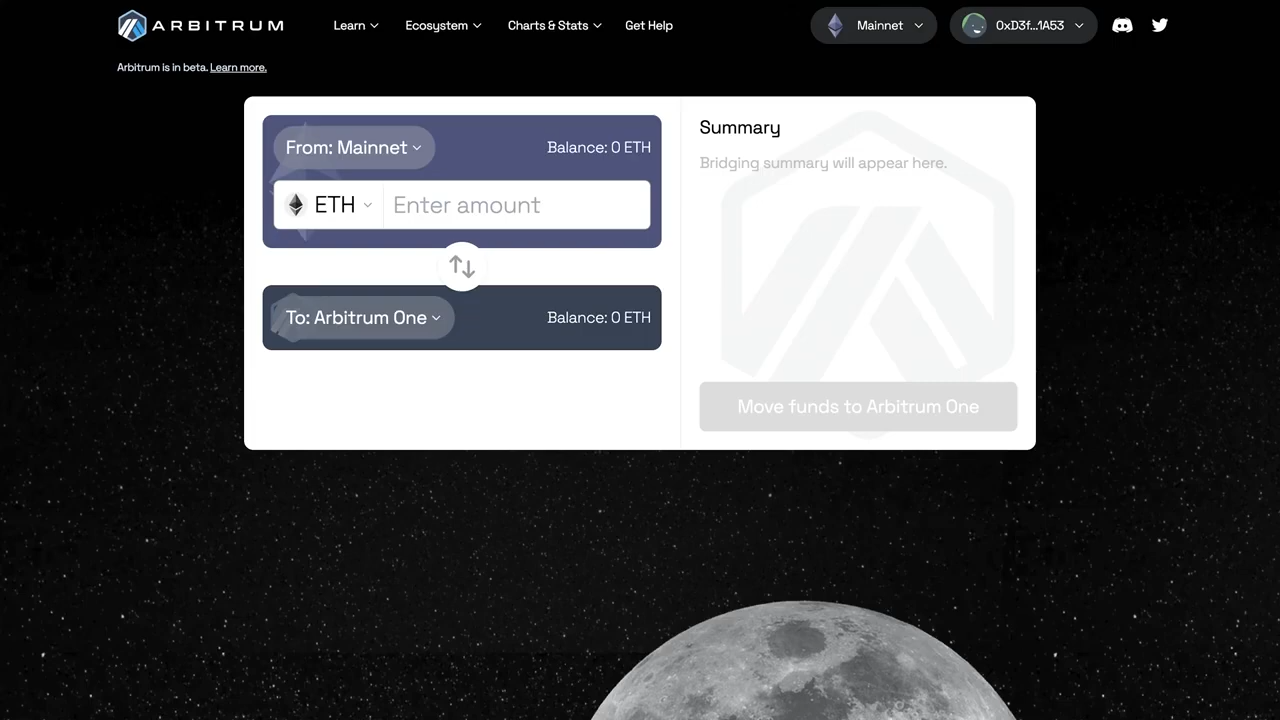 ARBITRUM
Learn
Ecosystem
Charts & Stats
Get Help
Mainnet
0xD3f...1A53
Arbitrum is in beta. Learn more.
From: Mainnet
Balance: 0 ETH
ETH
Enter amount
To: Arbitrum One
Balance: 0 ETH
Summary
Bridging summary will appear here.
Move funds to Arbitrum One